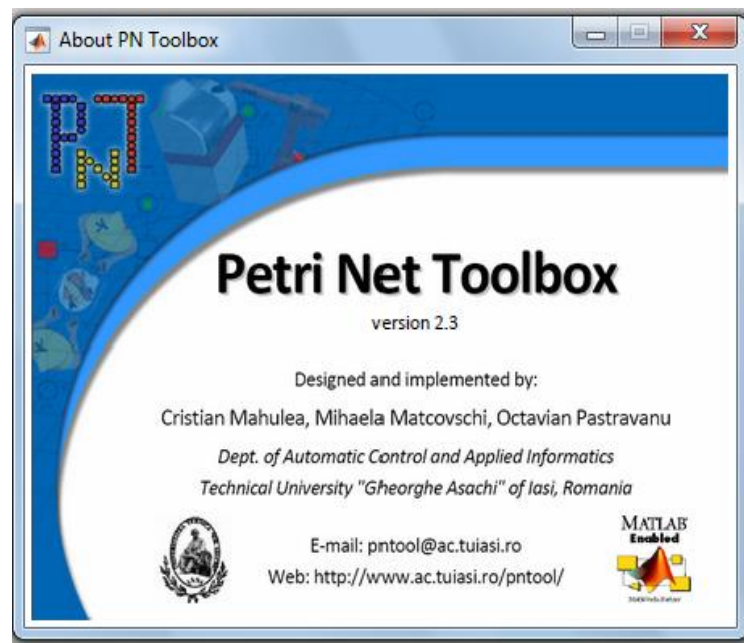 About PN Toolbox
PNT
Petri Net Toolbox
version 2.3
Designed and implemented by:
Cristian Mahulea, Mihaela Matcovschi, Octavian Pastravanu
Dept. of Automatic Control and Applied Informatics
Technical University "Gheorghe Asachi" of Iasi, Romania
E-mail: pntool@ac.tuiasi.ro
Web: http://www.ac.tuiasi.ro/pntool/
MATLAB
Enabled